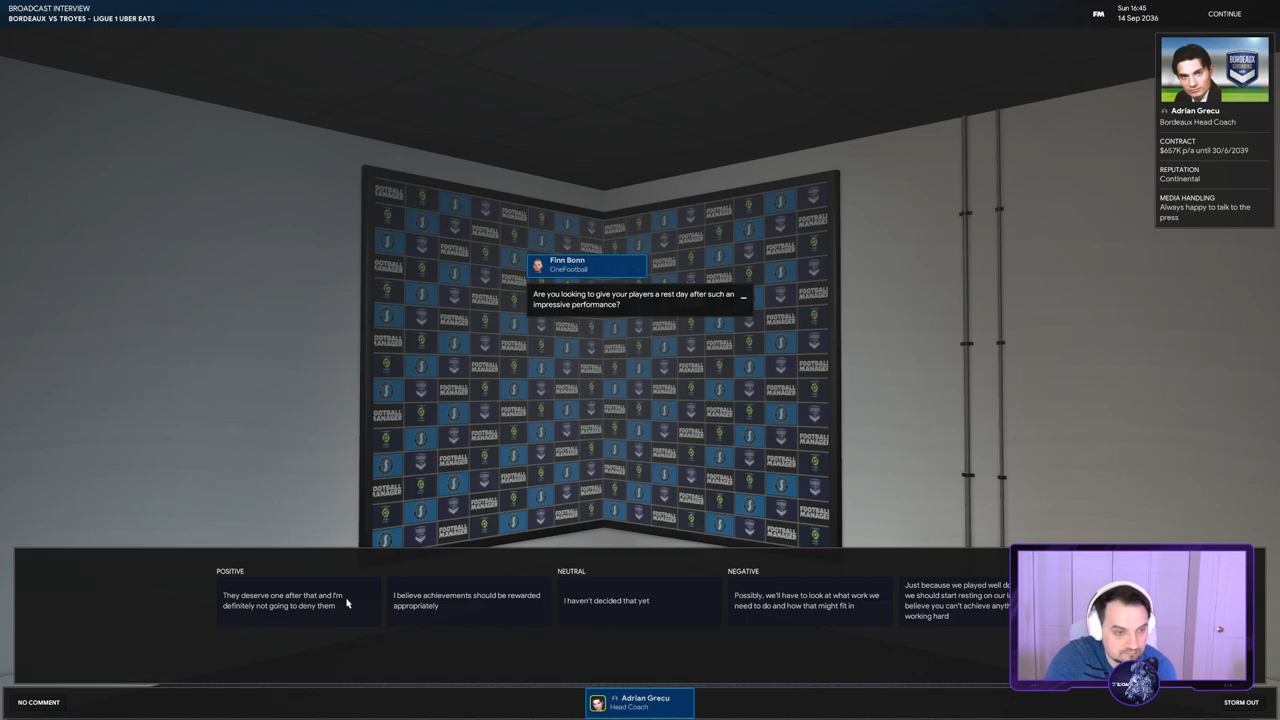 BROADCAST INTERVIEW
BORDEAUX VS TROYES - LIGUE 1 UBER EATS
FM
Sun 16:45
14 Sep 2036
CONTINUE
BORDEAUX
Adrian Grecu
Bordeaux Head Coach
CONTRACT
$657K p/a until 30/6/2039
REPUTATION
Continental
MEDIA HANDLING
Always happy to talk to the
press
FOOTBALL
MANAGER
Finn Bonn
OneFootball
Are you looking to give your players a rest day after such an
impressive performance?
POSITIVE
They deserve one after that and I'm
definitely not going to deny them
I believe achievements should be rewarded
appropriately
NEUTRAL
I haven't decided that yet
NEGATIVE
Possibly, we'll have to look at what work we
need to do and how that might fit in
Just because we played well do
we should start resting on our la
believe you can't achieve anyth
working hard
NO COMMENT
Adrian Grecu
Head Coach
STORM OUT